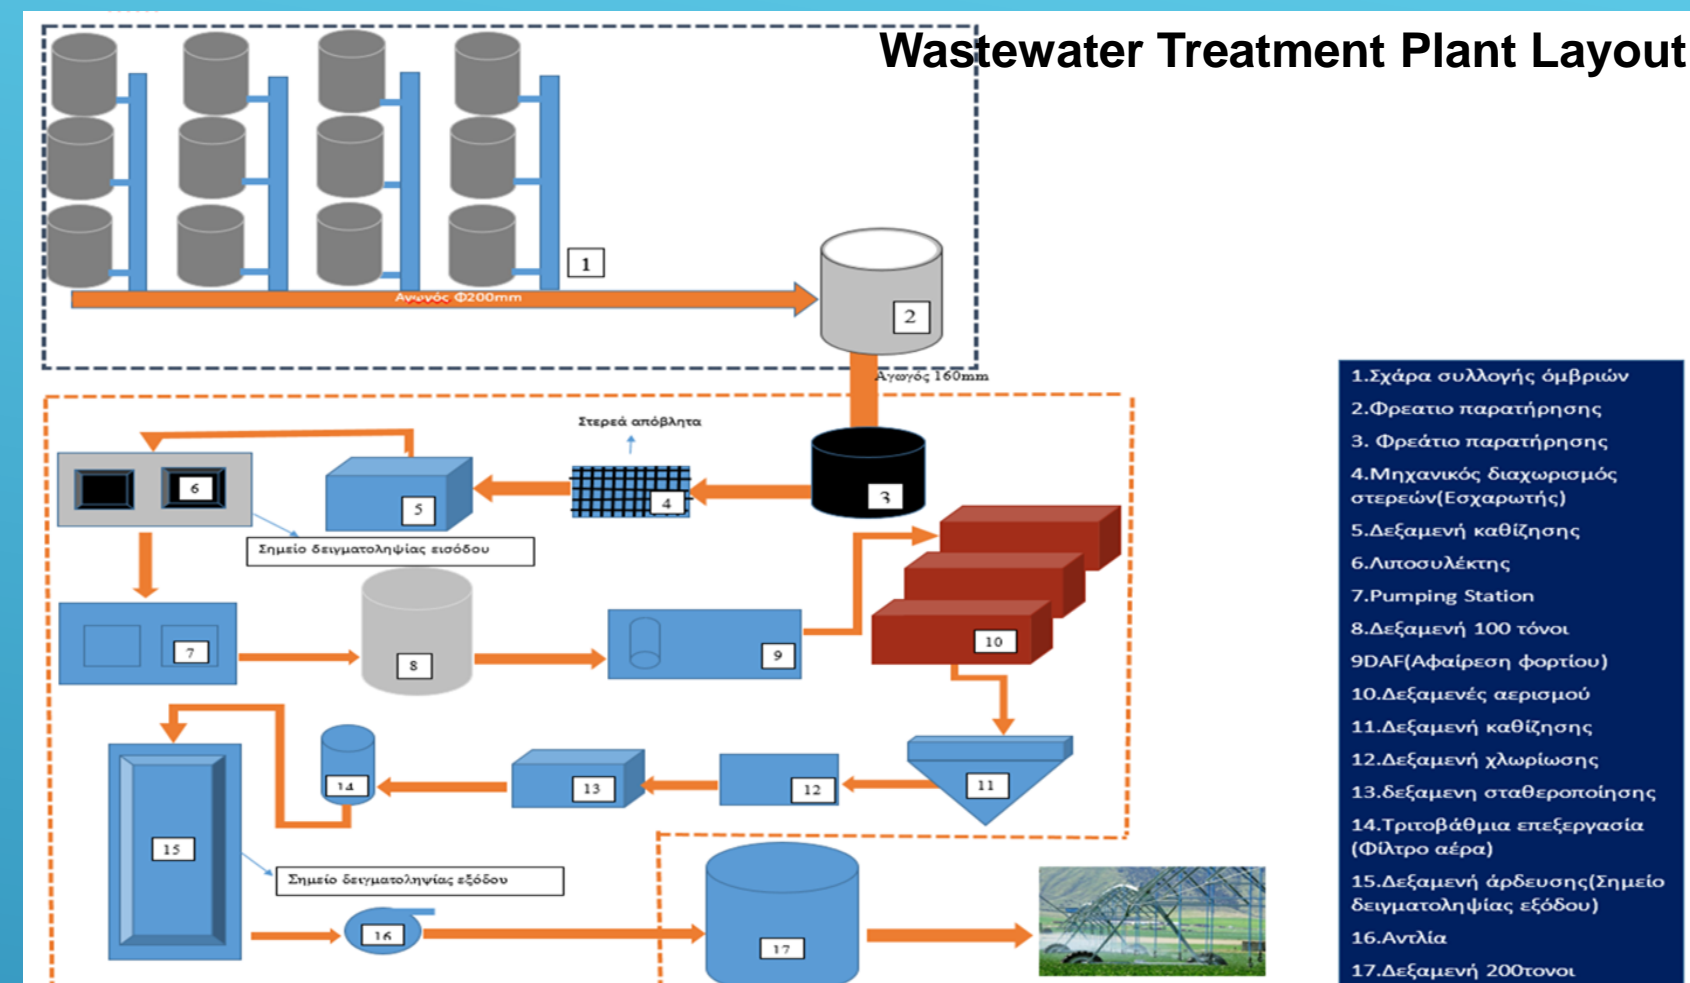 Wastewater Treatment Plant Layout
1
Αγωγός Φ200mm
2
Αγωγός 160mm
Στερεά απόβλητα
3
4
5
6
Σημείο δειγματοληψίας εισόδου
7
8
9
10
11
12
13
14
15
Σημείο δειγματοληψίας εξόδου
16
17
1.Σχάρα συλλογής όμβριών
2.Φρεατιο παρατήρησης
3. Φρεάτιο παρατήρησης
4.Μηχανικός διαχωρισμός
στερεών(Εσχαρωτής)
5.Δεξαμενή καθίζησης
6.Λιποσυλέκτης
7.Pumping Station
8.Δεξαμενή 100 τόνοι
9DAF(Αφαίρεση φορτίου)
10.Δεξαμενές αερισμού
11.Δεξαμενή καθίζησης
12.Δεξαμενή χλωρίωσης
13.δεξαμενη σταθεροποίησης
14.Τριτοβάθμια επεξεργασία
(Φίλτρο αέρα)
15.Δεξαμενή άρδευσης(Σημείο
δειγματοληψίας εξόδου)
16.Αντλία
17.Δεξαμενή 200τονοι